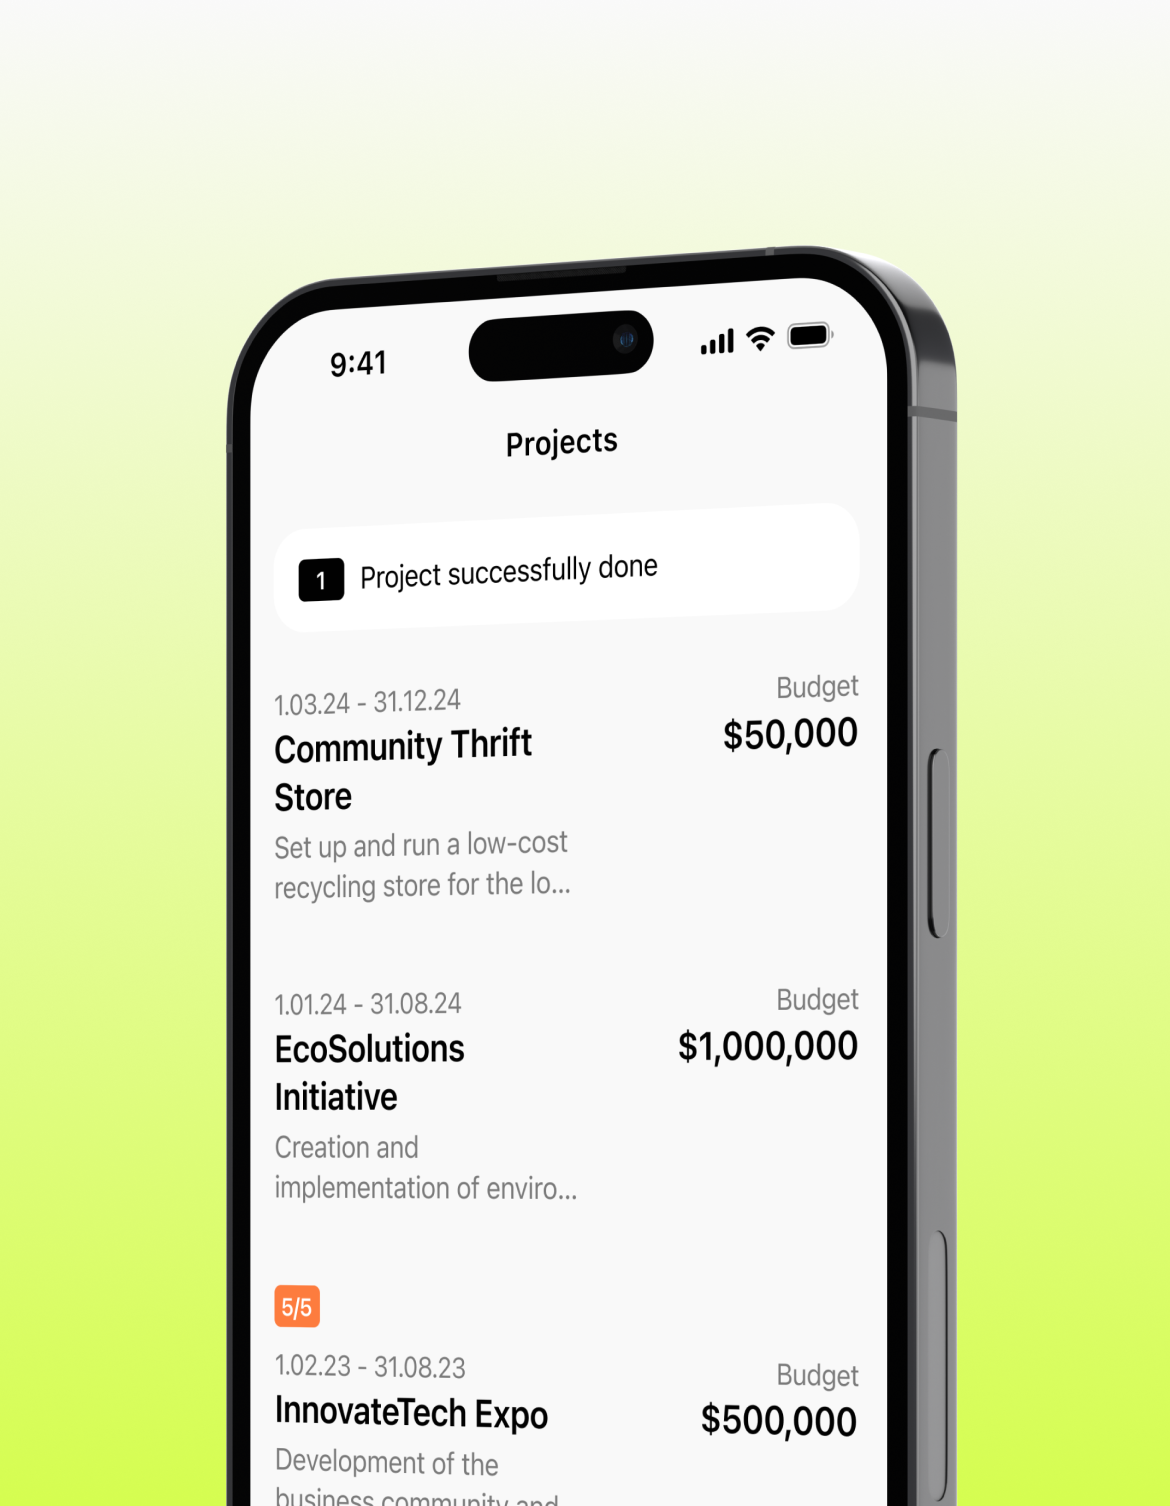 9:41
Projects
1 Project successfully done
1.03.24 - 31.12.24
Budget
Community Thrift
Store
$50,000
Set up and run a low-cost
recycling store for the lo...
1.01.24 - 31.08.24
Budget
EcoSolutions
Initiative
$1,000,000
Creation and
implementation of enviro...
5/5
1.02.23 - 31.08.23
Budget
InnovateTech Expo
$500,000
Development of the
business community and